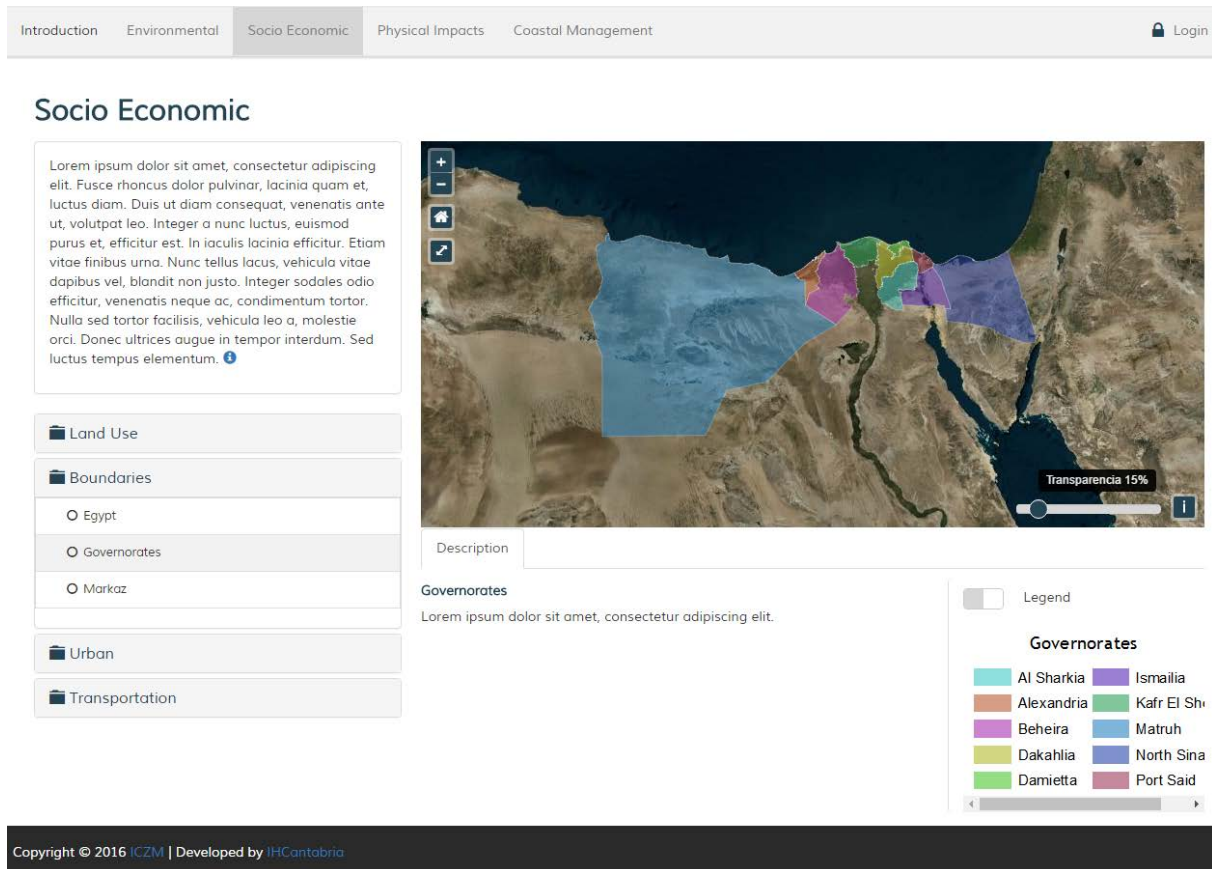 Introduction Environmental Socio Economic Physical Impacts Coastal Management Login
Socio Economic
Lorem ipsum dolor sit amet, consectetur adipiscing
elit. Fusce rhoncus dolor pulvinar, lacinia quam et,
luctus diam. Duis ut diam consequat, venenatis ante
ut, volutpat leo. Integer a nunc luctus, euismod
purus et, efficitur est. In iaculis lacinia efficitur. Etiam
vitae finibus urna. Nunc tellus lacus, vehicula vitae
dapibus vel, blandit non justo. Integer sodales odio
efficitur, venenatis neque ac, condimentum tortor.
Nulla sed tortor facilisis, vehicula leo a, molestie
orci. Donec ultrices augue in tempor interdum. Sed
luctus tempus elementum.
Land Use
Boundaries
Egypt
Governorates
Markaz
Urban
Transportation
Transparencia 15%
Description
Governorates
Lorem ipsum dolor sit amet, consectetur adipiscing elit.
Legend
Governorates
Al Sharkia Ismailia
Alexandria Kafr El Sh
Beheira Matruh
Dakahlia North Sina
Damietta Port Said
Copyright © 2016 ICZM | Developed by IHCantabria